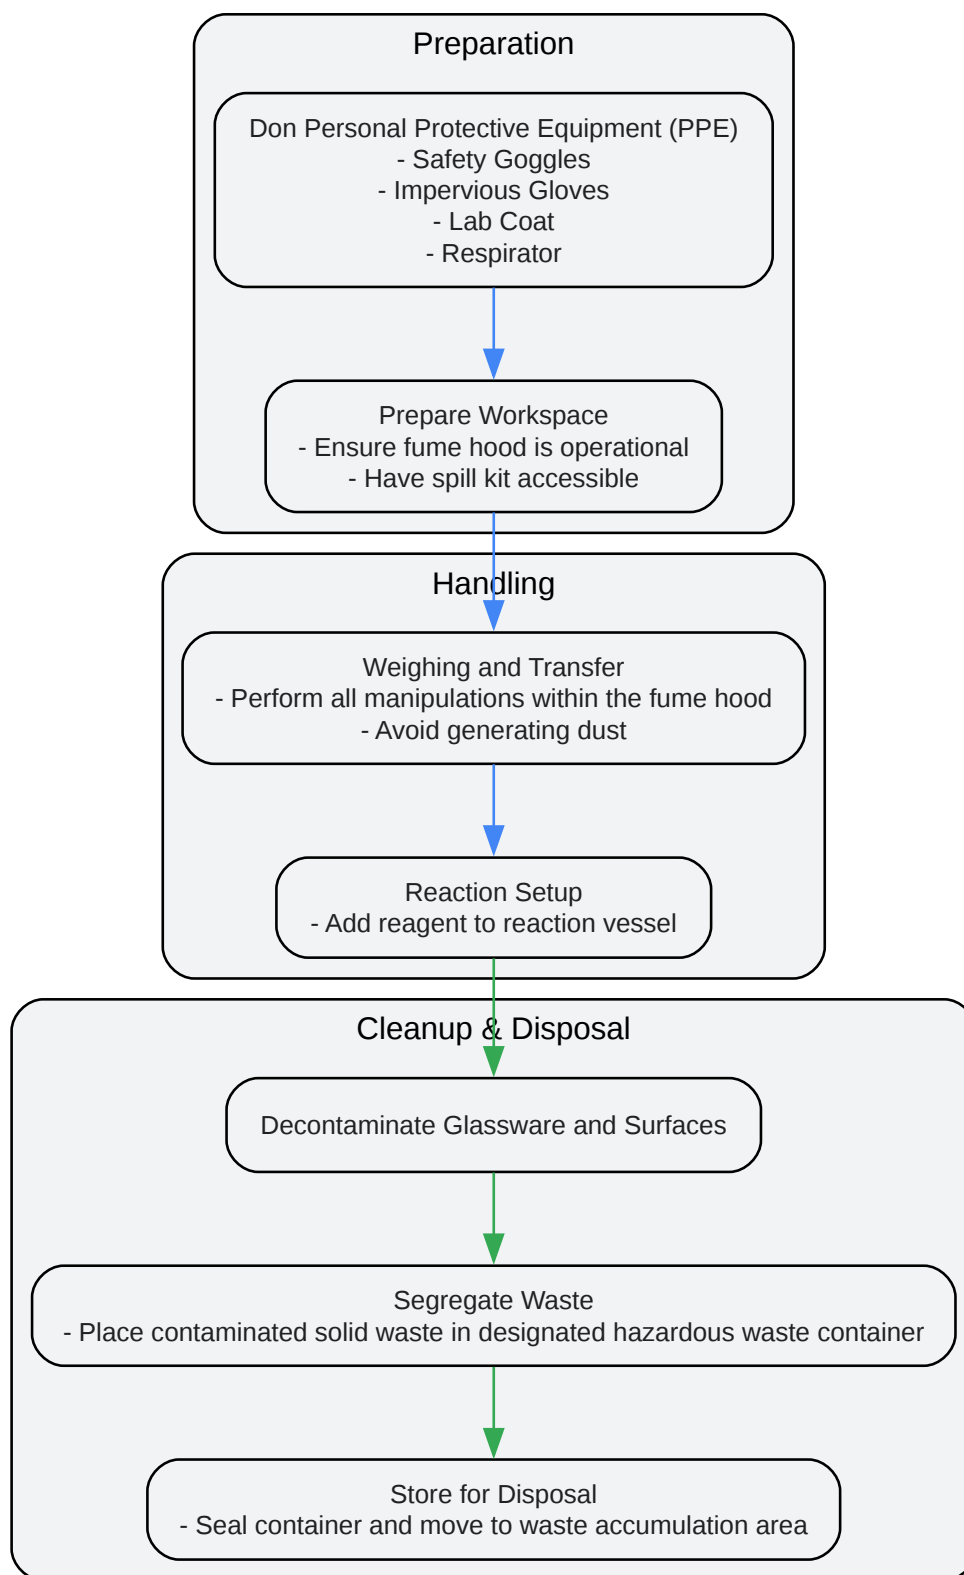 Preparation
Don Personal Protective Equipment (PPE)
- Safety Goggles
- Impervious Gloves
- Lab Coat
- Respirator
Prepare Workspace
- Ensure fume hood is operational
- Have spill kit accessible
Handling
Weighing and Transfer
- Perform all manipulations within the fume hood
- Avoid generating dust
Reaction Setup
- Add reagent to reaction vessel
Cleanup & Disposal
Decontaminate Glassware and Surfaces
Segregate Waste
- Place contaminated solid waste in designated hazardous waste container
Store for Disposal
- Seal container and move to waste accumulation area